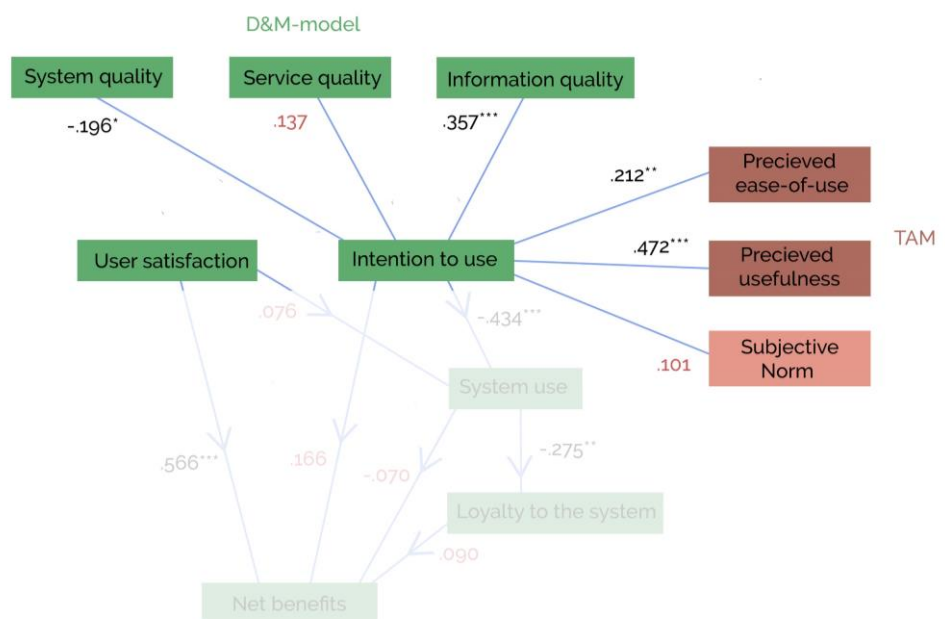 D&M-model
System quality
Service quality
Information quality
-.196*
.137
.357***
Precieved
ease-of-use
.212**
TAM
User satisfaction
Intention to use
.472***
Precieved
usefulness
.076
-.434***
.101
Subjective
Norm
System use
.566***
.166
-.070
-.275**
Loyalty to the system
.090
Net benefits